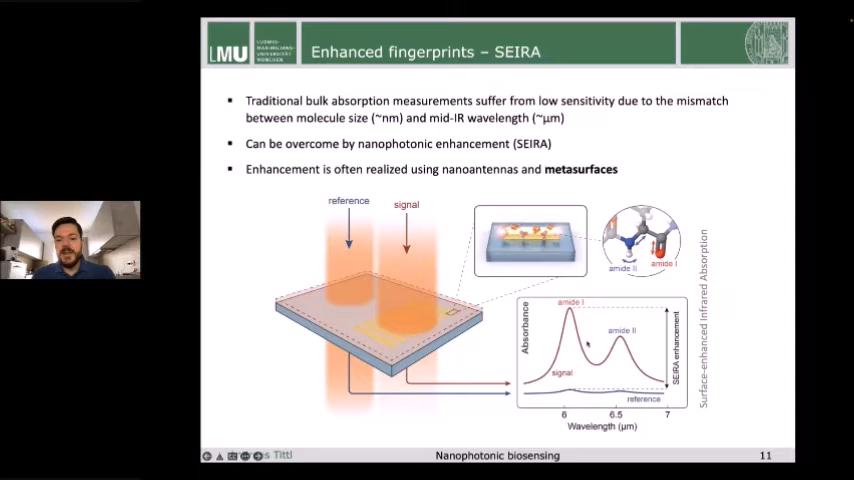 LMU
LUDWIG-
MAXIMILIANS-
UNIVERSITÄT
MÜNCHEN
Enhanced fingerprints – SEIRA
▪ Traditional bulk absorption measurements suffer from low sensitivity due to the mismatch
between molecule size (~nm) and mid-IR wavelength (~µm)
▪ Can be overcome by nanophotonic enhancement (SEIRA)
▪ Enhancement is often realized using nanoantennas and metasurfaces
reference
signal
amide II
amide I
Surface-enhanced Infrared Absorption
Absorbance
amide I
amide II
signal
reference
SEIRA enhancement
6
6.5
7
Wavelength (µm)
s Tittl
Nanophotonic biosensing
11